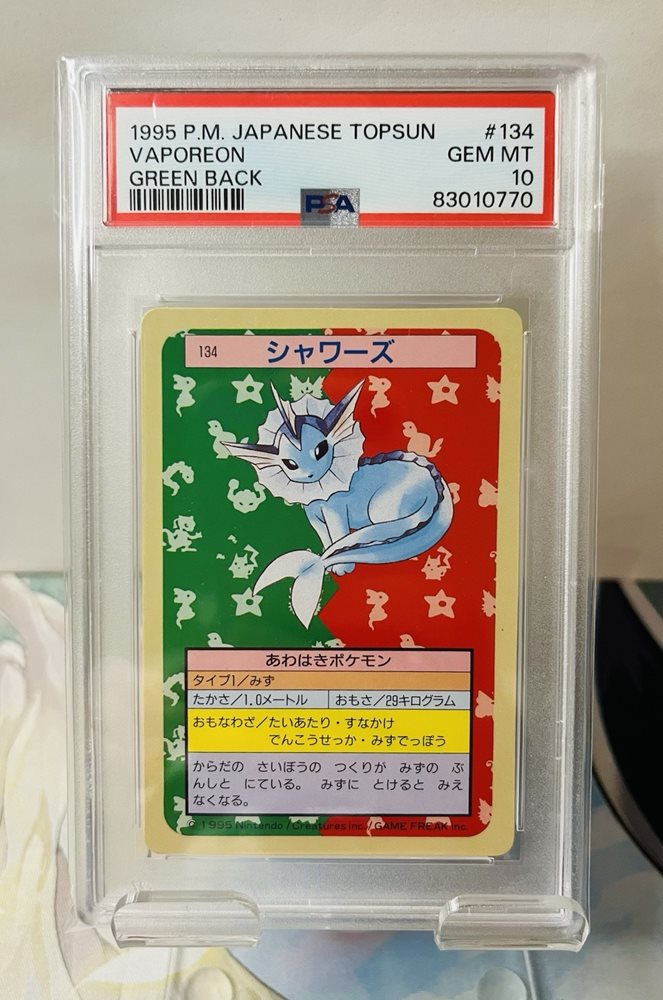 1995 P.M. JAPANESE TOPSUN #134
VAPOREON GEM MT
GREEN BACK 10
PSA 83010770
134 シャワーズ
あわはきポケモン
タイプ1/みず
たかさ/1.0メートル おもさ/29キログラム
おもなわざ/たいあたり・すなかけ
でんこうせっか・みずでっぽう
からだの さいぼうの つくりが みずの ぶ
んしと にている。 みずに とけると みえ
なくなる。
© 1995 Nintendo / Creatures inc. / GAME FREAK inc.